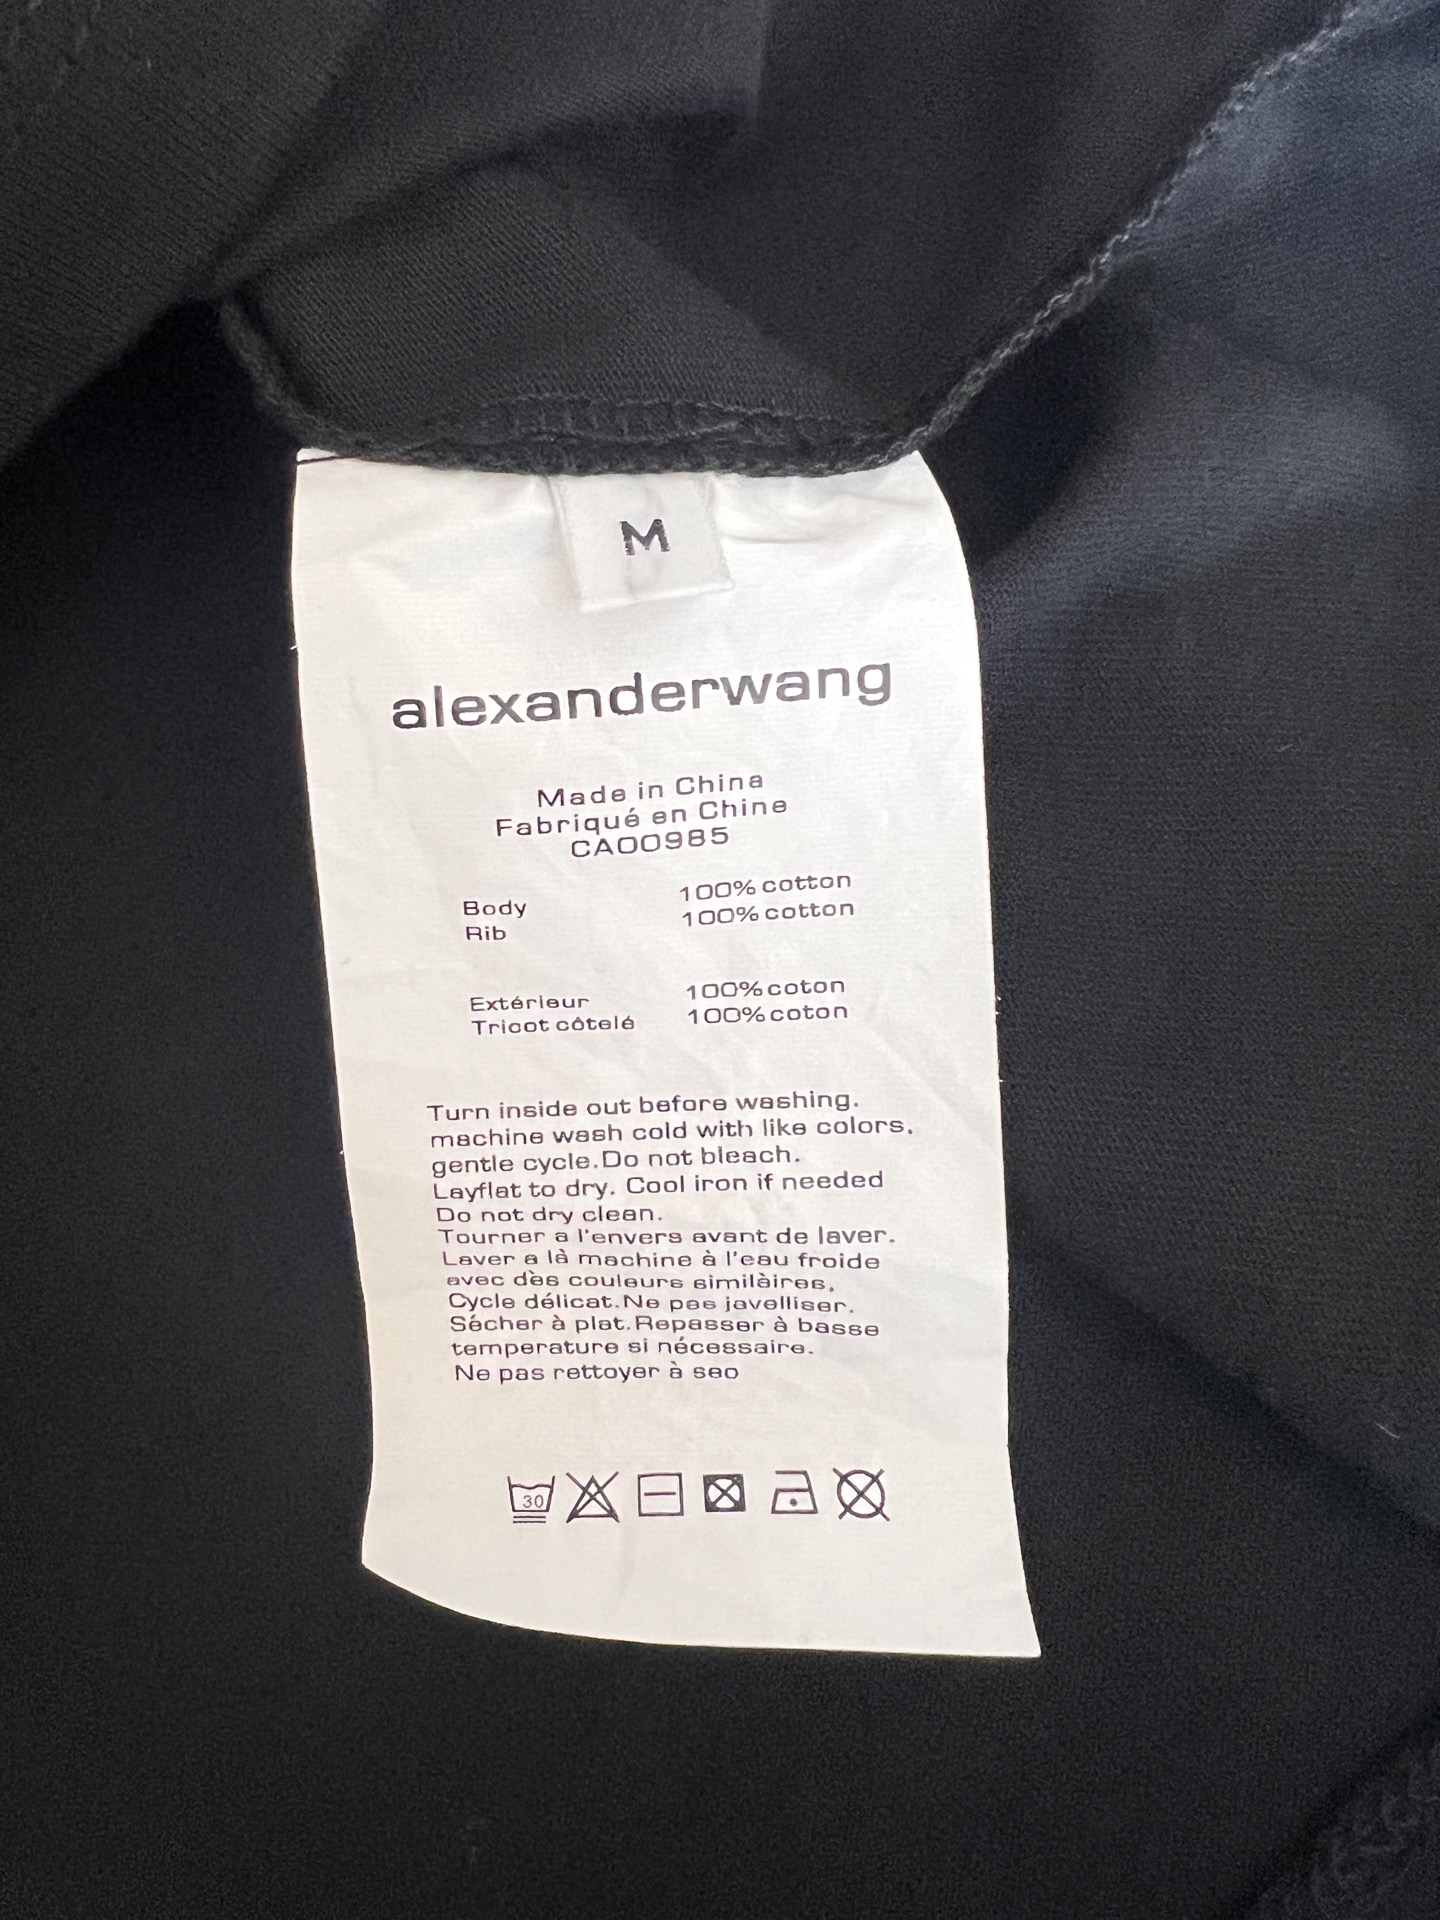 M
alexanderwang
Made in China
Fabriqué en Chine
CA00985
Body 100% cotton
Rib 100% cotton
Extérieur 100% coton
Tricot côtelé 100% coton
Turn inside out before washing.
machine wash cold with like colors.
gentle cycle. Do not bleach.
Layflat to dry. Cool iron if needed
Do not dry clean.
Tourner a l'envers avant de laver.
Laver a là machine à l'eau froide
avec dès couleurs similàires.
Cycle délicat. Ne pas javelliser.
Sécher à plat. Repasser à basse
temperature si nécessaire.
Ne pas rettoyer à seo
30